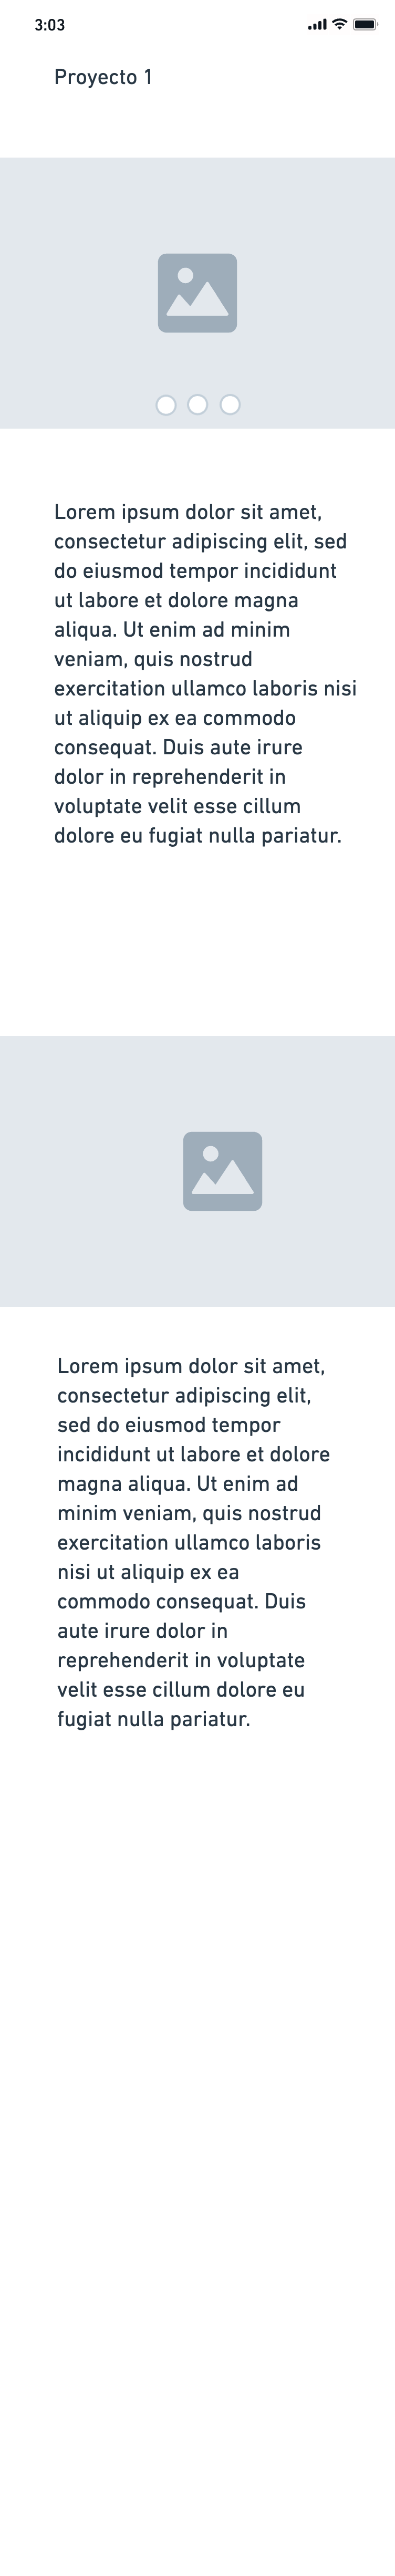 3:03
Proyecto 1
Lorem ipsum dolor sit amet,
consectetur adipiscing elit, sed
do eiusmod tempor incididunt
ut labore et dolore magna
aliqua. Ut enim ad minim
veniam, quis nostrud
exercitation ullamco laboris nisi
ut aliquip ex ea commodo
consequat. Duis aute irure
dolor in reprehenderit in
voluptate velit esse cillum
dolore eu fugiat nulla pariatur.
Lorem ipsum dolor sit amet,
consectetur adipiscing elit,
sed do eiusmod tempor
incididunt ut labore et dolore
magna aliqua. Ut enim ad
minim veniam, quis nostrud
exercitation ullamco laboris
nisi ut aliquip ex ea
commodo consequat. Duis
aute irure dolor in
reprehenderit in voluptate
velit esse cillum dolore eu
fugiat nulla pariatur.